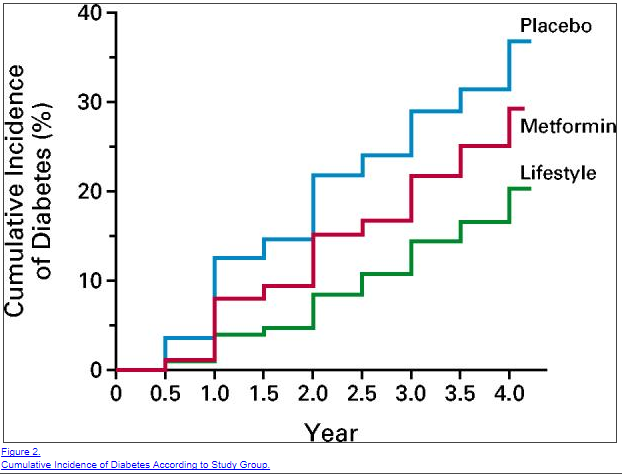 40
30
20
10
0
Cumulative Incidence
of Diabetes (%)
Placebo
Metformin
Lifestyle
0 0.5 1.0 1.5 2.0 2.5 3.0 3.5 4.0
Year
Figure 2.
Cumulative Incidence of Diabetes According to Study Group.